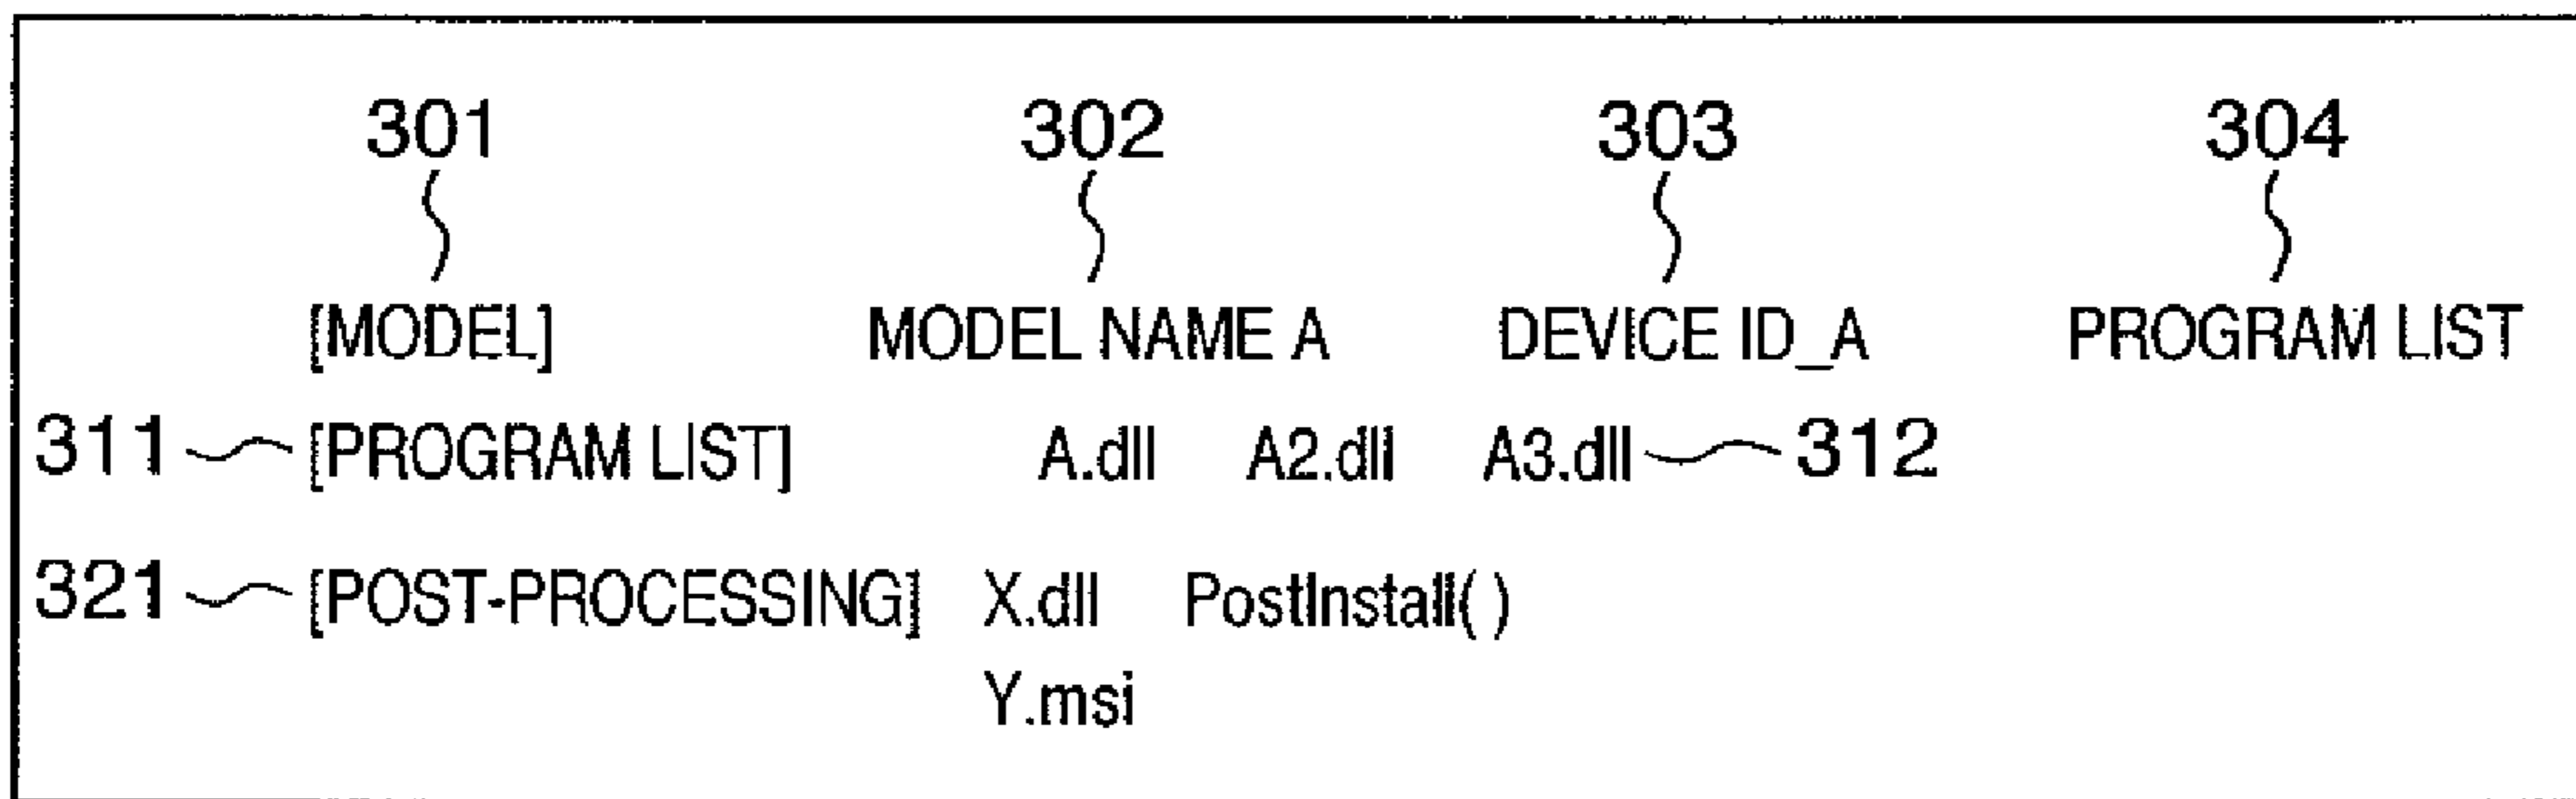 301 302 303 304
[MODEL] MODEL NAME A DEVICE ID_A PROGRAM LIST
311 [PROGRAM LIST] A.dll A2.dll A3.dll 312
321 [POST-PROCESSING] X.dll PostInstall( )
Y.msi